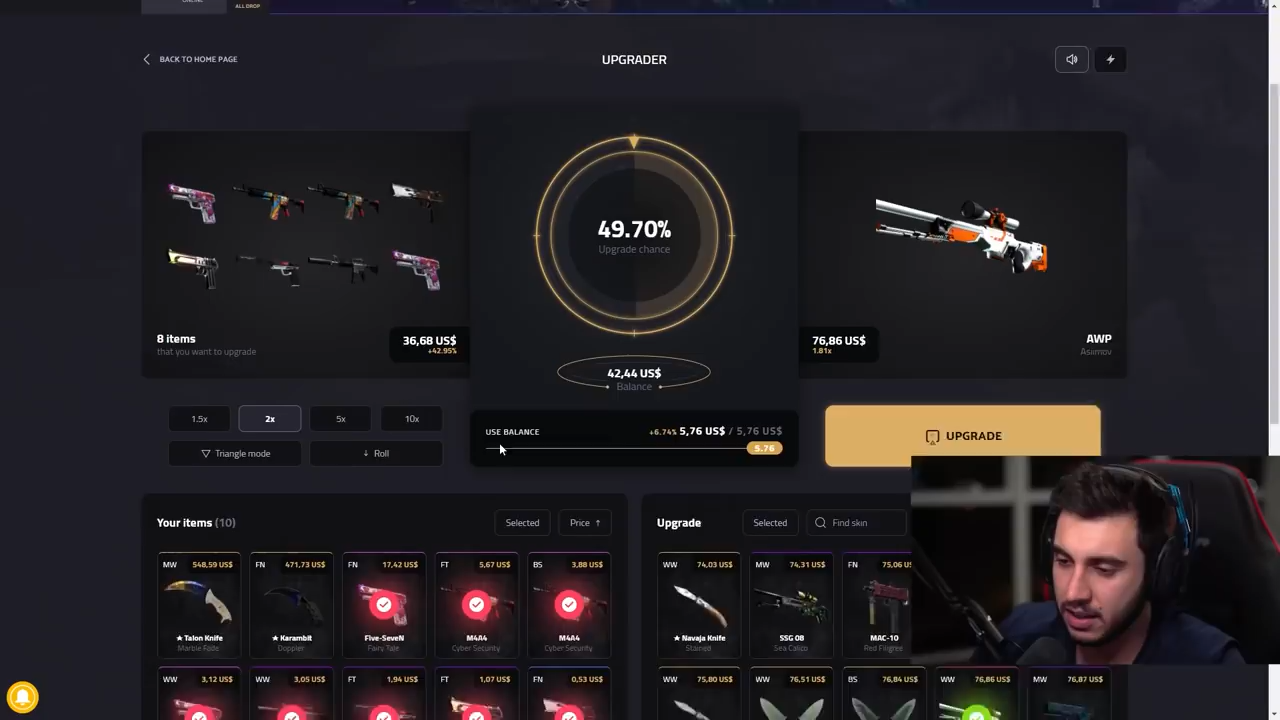 ONLINE
ALL DROP
BACK TO HOME PAGE
UPGRADER
49.70%
Upgrade chance
8 items
that you want to upgrade
36,68 US$
+42.95%
76,86 US$
1.81x
AWP
Asiimov
42,44 US$
Balance
1.5x
2x
5x
10x
USE BALANCE
+6.74% 5,76 US$ / 5,76 US$
5.76
UPGRADE
Triangle mode
Roll
Your items (10)
Selected
Price
Upgrade
Selected
Find skin
MW 548,59 US$
★ Talon Knife
Marble Fade
FN 471,73 US$
★ Karambit
Doppler
FN 17,42 US$
Five-SeveN
Fairy Tale
FT 5,67 US$
M4A4
Cyber Security
BS 3,88 US$
M4A4
Cyber Security
WW 74,03 US$
★ Navaja Knife
Stained
MW 74,31 US$
SSG 08
Sea Calico
FN 75,06
MAC-10
Red Filigree
WW 3,12 US$
WW 3,05 US$
FT 1,94 US$
FT 1,07 US$
FN 0,53 US$
WW 75,80 US$
WW 76,51 US$
BS 76,84 US$
WW 76,86 US$
MW 76,87 US$